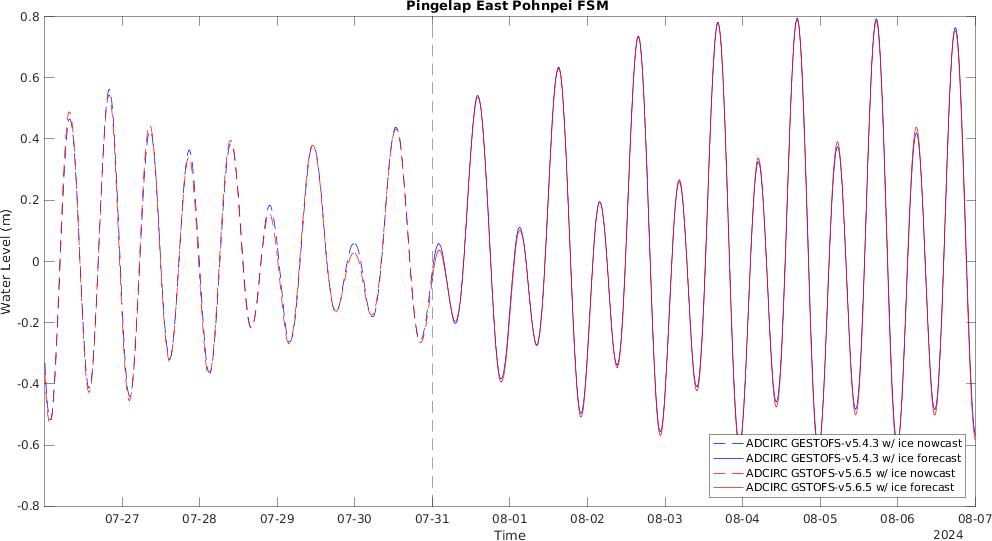 Pingelap East Pohnpei FSM
0.8
0.6
0.4
0.2
0
-0.2
-0.4
-0.6
-0.8
Water Level (m)
07-27 07-28 07-29 07-30 07-31 08-01 08-02 08-03 08-04 08-05 08-06 08-07
Time
2024
ADCIRC GESTOFS-v5.4.3 w/ ice nowcast
ADCIRC GESTOFS-v5.4.3 w/ ice forecast
ADCIRC GSTOFS-v5.6.5 w/ ice nowcast
ADCIRC GSTOFS-v5.6.5 w/ ice forecast